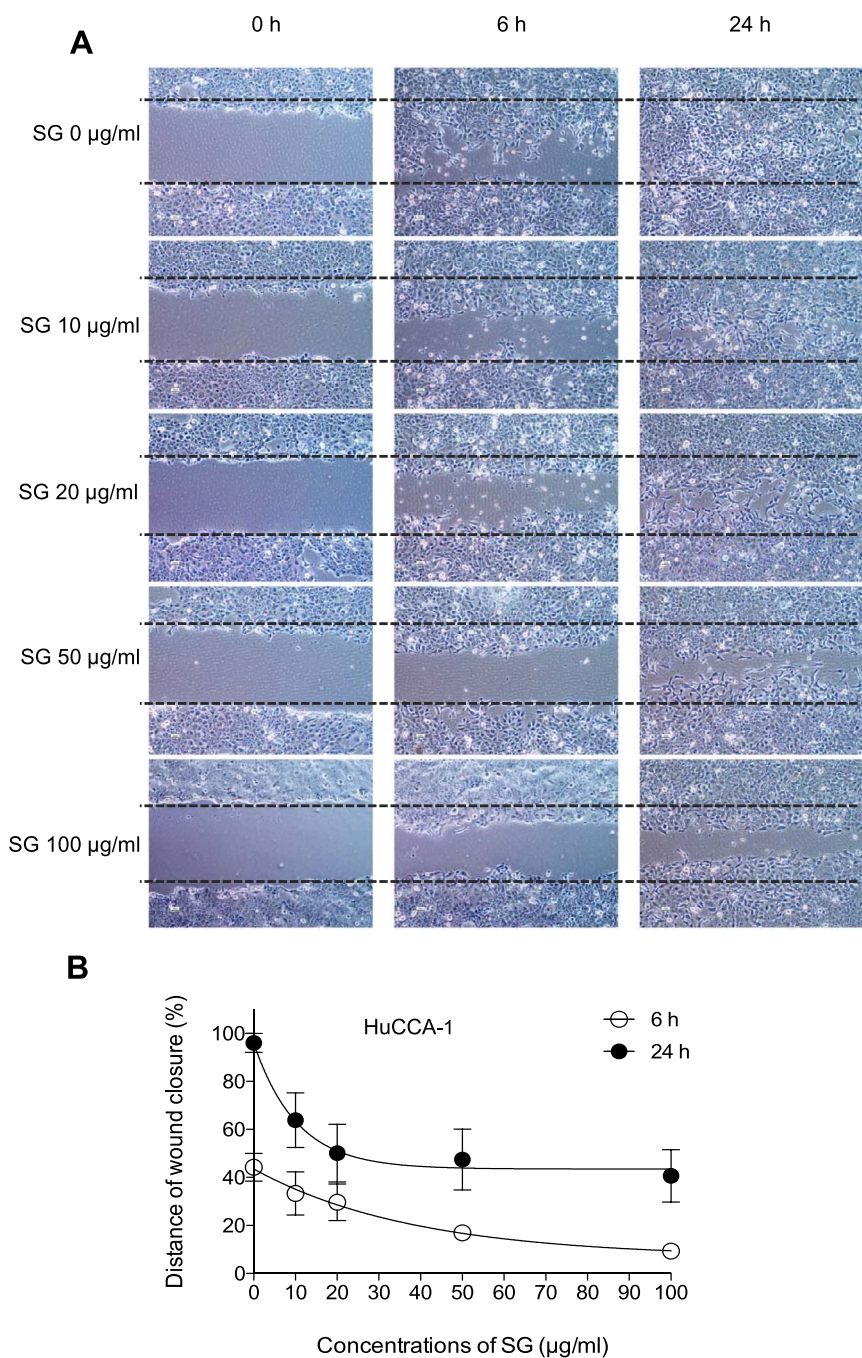 A
0 h 6 h 24 h
SG 0 µg/ml
SG 10 µg/ml
SG 20 µg/ml
SG 50 µg/ml
SG 100 µg/ml
B
HuCCA-1
6 h
24 h
Distance of wound closure (%)
100
80
60
40
20
0
0 10 20 30 40 50 60 70 80 90 100
Concentrations of SG (µg/ml)